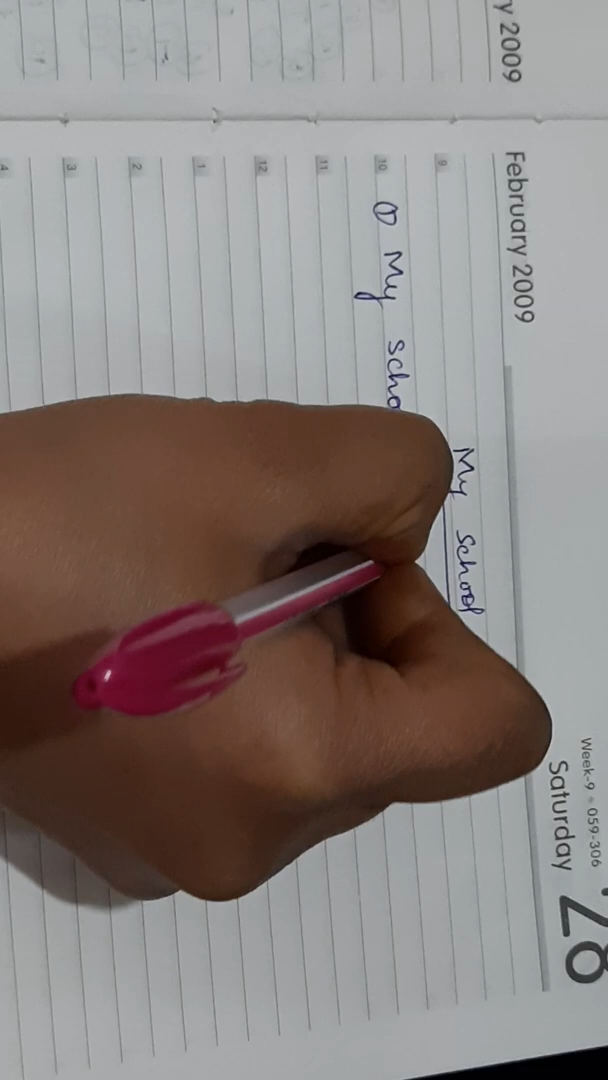 y 2009
February 2009
Week-9 • 059-306
Saturday 28
My School
9
10
① My scho
11
12
1
2
3
4